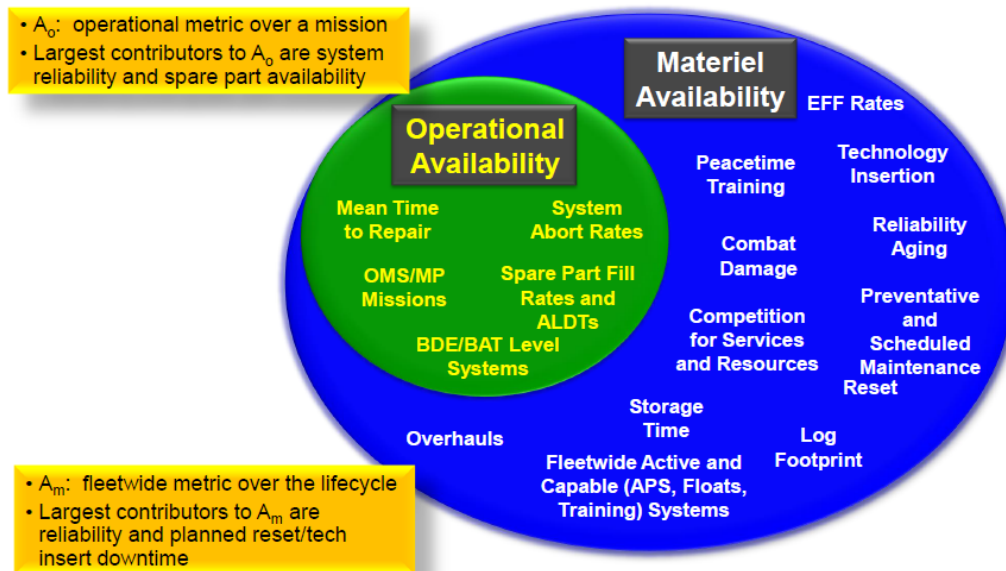 • Ao: operational metric over a mission
• Largest contributors to Ao are system
reliability and spare part availability
Materiel
Availability
EFF Rates
Operational
Availability
Peacetime
Training
Technology
Insertion
Mean Time
to Repair
System
Abort Rates
Reliability
Aging
Combat
Damage
OMS/MP
Missions
Spare Part Fill
Rates and
ALDTs
Preventative
and
Scheduled
Maintenance
Competition
for Services
and Resources
BDE/BAT Level
Systems
Reset
Storage
Time
Overhauls
Log
Footprint
Fleetwide Active and
Capable (APS, Floats,
Training) Systems
• Am: fleetwide metric over the lifecycle
• Largest contributors to Am are
reliability and planned reset/tech
insert downtime